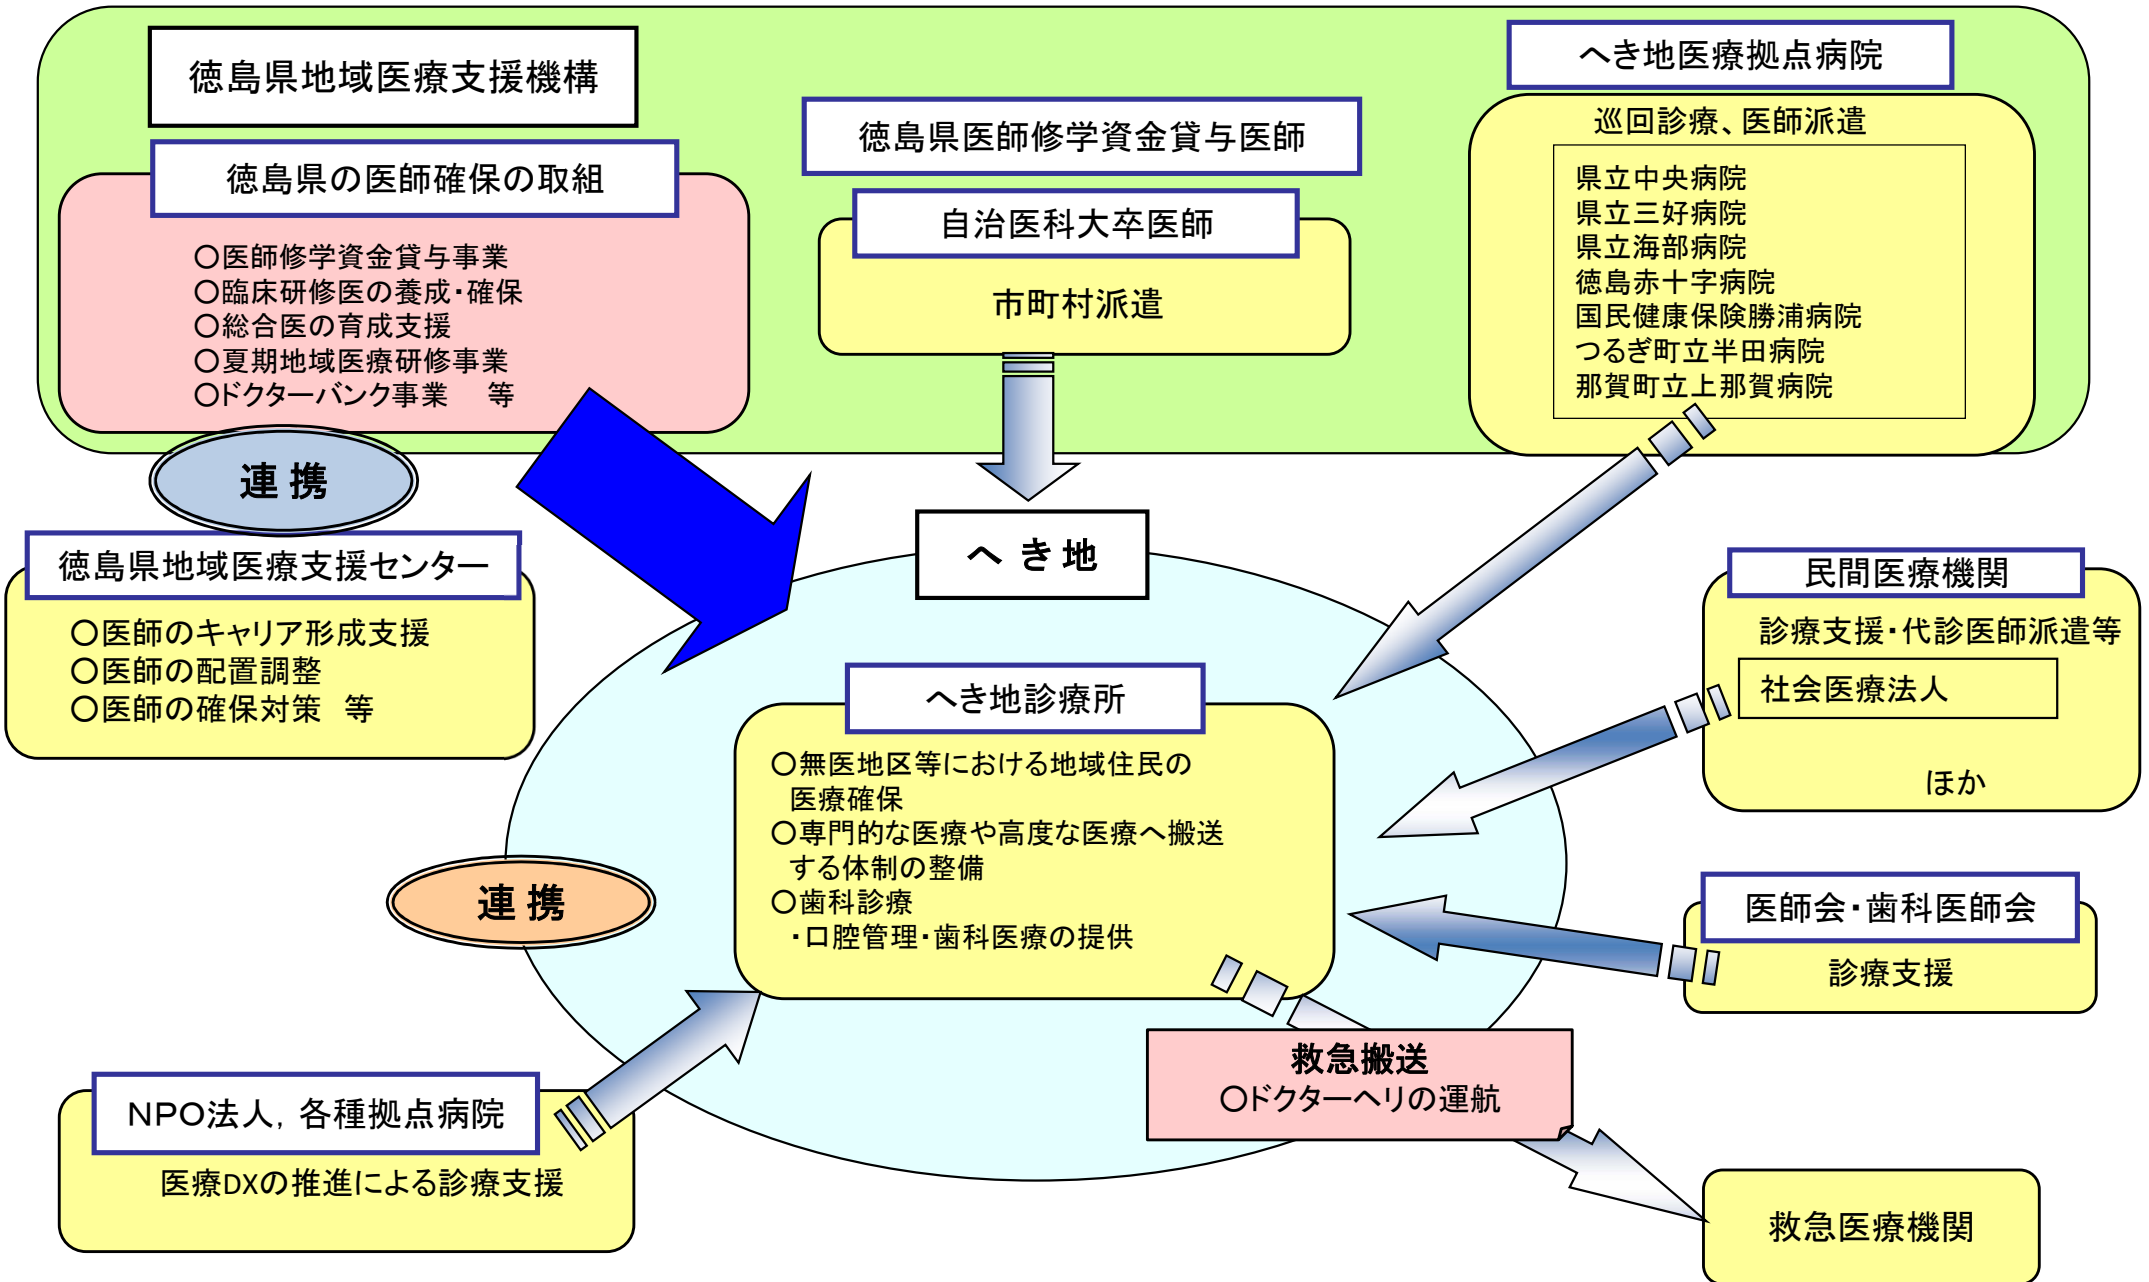 徳島県地域医療支援機構
徳島県の医師確保の取組
〇医師修学資金貸与事業
〇臨床研修医の養成・確保
〇総合医の育成支援
〇夏期地域医療研修事業
〇ドクターバンク事業　等
徳島県医師修学資金貸与医師
自治医科大卒医師
市町村派遣
へき地医療拠点病院
巡回診療、医師派遣
県立中央病院
県立三好病院
県立海部病院
徳島赤十字病院
国民健康保険勝浦病院
つるぎ町立半田病院
那賀町立上那賀病院
連 携
徳島県地域医療支援センター
〇医師のキャリア形成支援
〇医師の配置調整
〇医師の確保対策　等
へ き 地
へき地診療所
〇無医地区等における地域住民の
医療確保
〇専門的な医療や高度な医療へ搬送
する体制の整備
〇歯科診療
・口腔管理・歯科医療の提供
民間医療機関
診療支援・代診医師派遣等
社会医療法人
ほか
連 携
医師会・歯科医師会
診療支援
NPO法人，各種拠点病院
医療DXの推進による診療支援
救急搬送
〇ドクターヘリの運航
救急医療機関